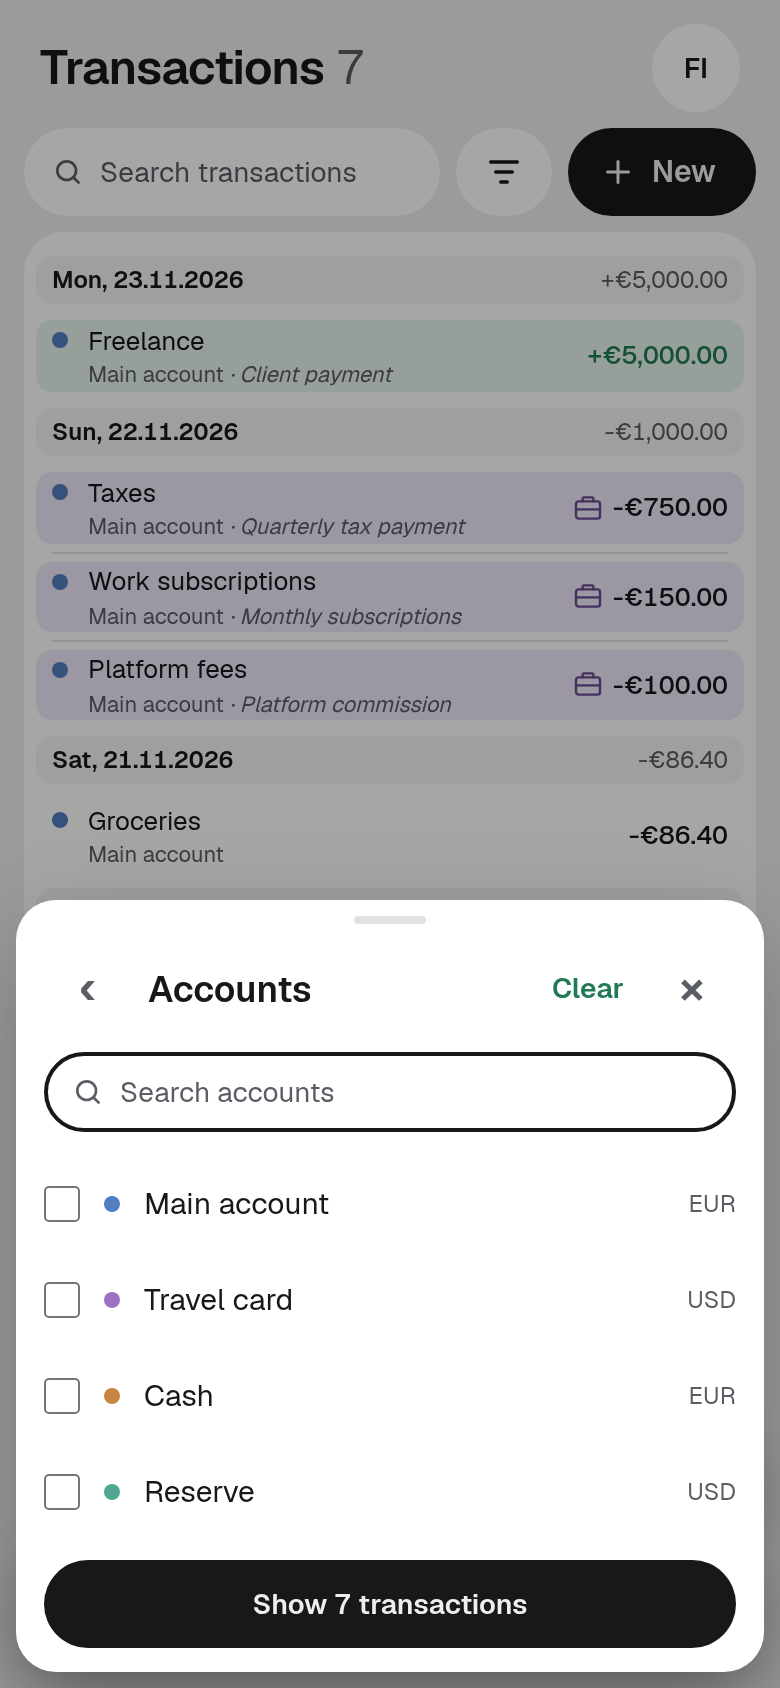 Transactions 7
FI
Search transactions
New
Mon, 23.11.2026
+€5,000.00
Freelance
Main account · Client payment
+€5,000.00
Sun, 22.11.2026
-€1,000.00
Taxes
Main account · Quarterly tax payment
-€750.00
Work subscriptions
Main account · Monthly subscriptions
-€150.00
Platform fees
Main account · Platform commission
-€100.00
Sat, 21.11.2026
-€86.40
Groceries
Main account
-€86.40
Accounts
Clear
Search accounts
Main account
EUR
Travel card
USD
Cash
EUR
Reserve
USD
Show 7 transactions